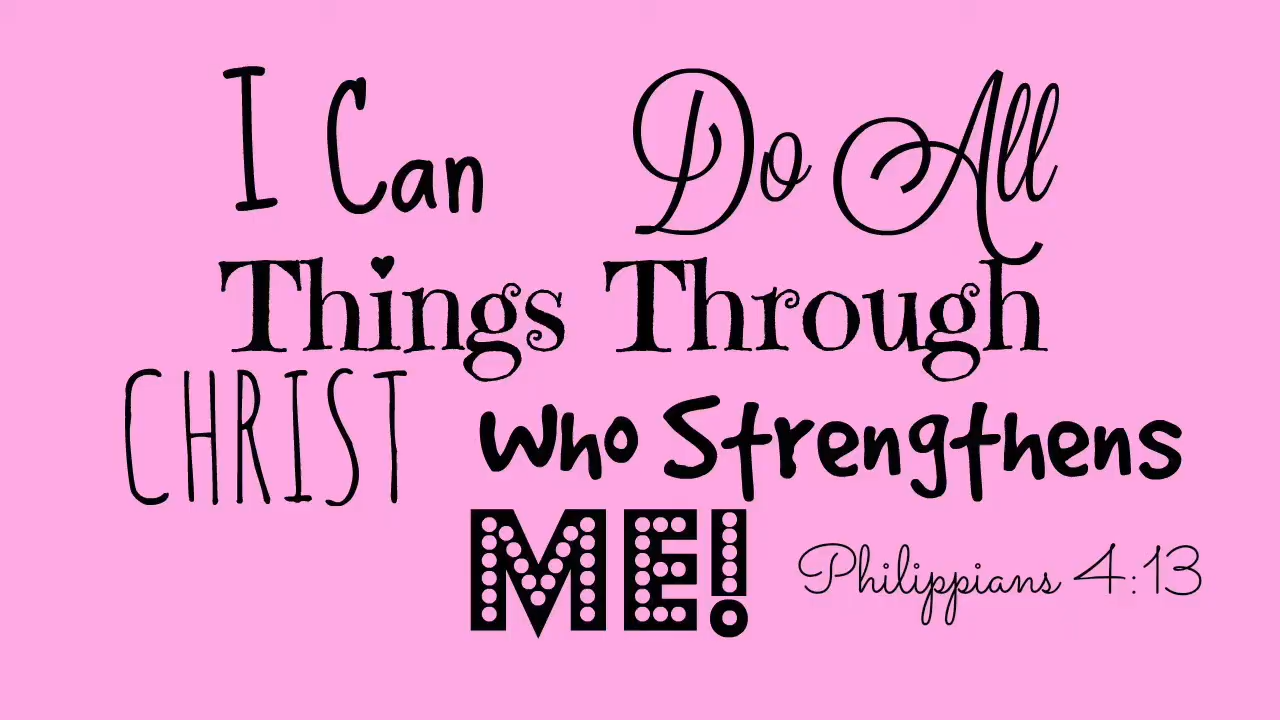 I Can Do All
Things Through
CHRIST Who Strengthens
ME! Philippians 4:13